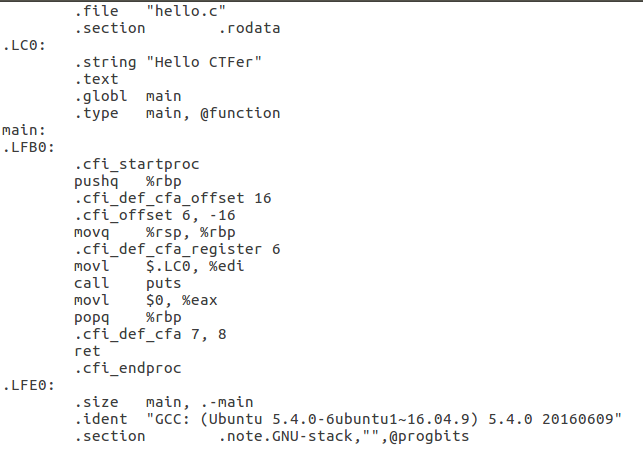 .file "hello.c"
.section .rodata
.LC0:
.string "Hello CTFer"
.text
.globl main
.type main, @function
main:
.LFB0:
.cfi_startproc
pushq %rbp
.cfi_def_cfa_offset 16
.cfi_offset 6, -16
movq %rsp, %rbp
.cfi_def_cfa_register 6
movl $.LC0, %edi
call puts
movl $0, %eax
popq %rbp
.cfi_def_cfa 7, 8
ret
.cfi_endproc
.LFE0:
.size main, .-main
.ident "GCC: (Ubuntu 5.4.0-6ubuntu1~16.04.9) 5.4.0 20160609"
.section .note.GNU-stack,"",@progbits